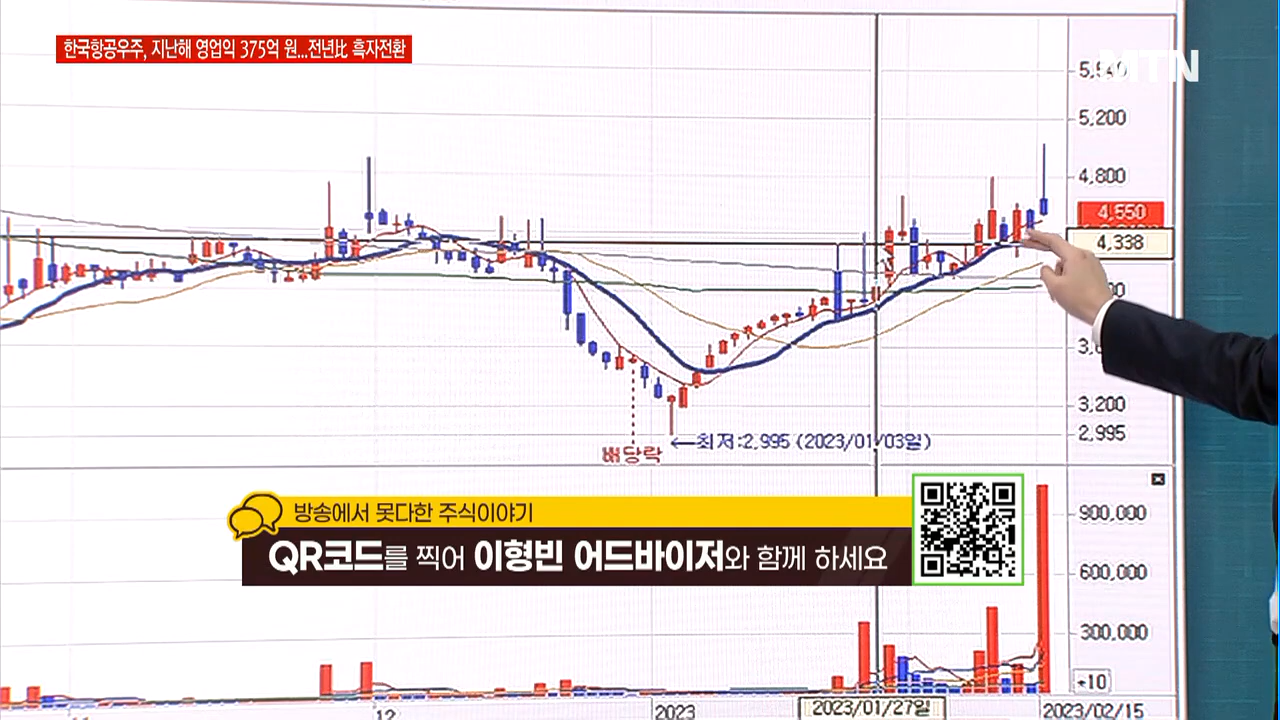 한국항공우주, 지난해 영업익 375억 원...전년比 흑자전환
MTN
5,200
4,800
4,550
4,338
3,200
2,995
←최저:2,995 (2023/01/03일)
배당락
방송에서 못다한 주식이야기
QR코드를 찍어 이형빈 어드바이저와 함께 하세요
900,000
600,000
300,000
*10
12
2023
2023/01/27일
2023/02/15